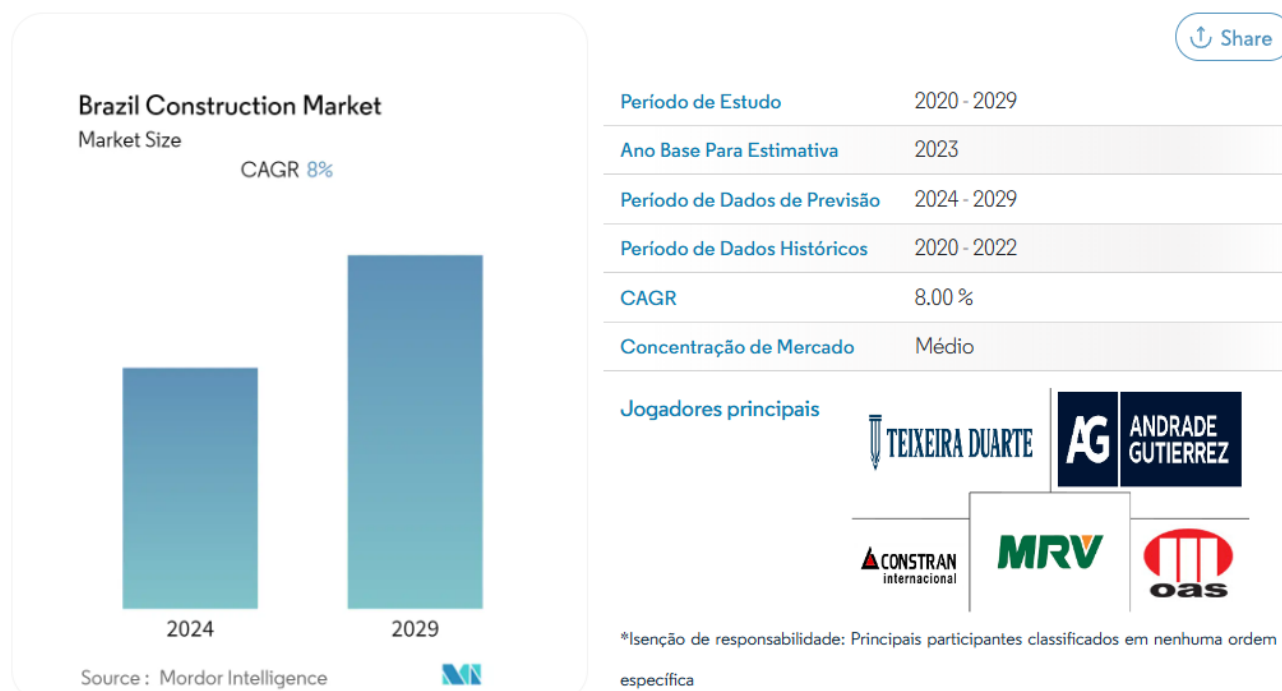 Share
Brazil Construction Market
Market Size
CAGR 8%
2024
2029
Source : Mordor Intelligence
Período de Estudo 2020 - 2029
Ano Base Para Estimativa 2023
Período de Dados de Previsão 2024 - 2029
Período de Dados Históricos 2020 - 2022
CAGR 8.00 %
Concentração de Mercado Médio
Jogadores principais
TEIXEIRA DUARTE
AG ANDRADE
GUTIERREZ
CONSTRAN
internacional
MRV
oas
*Isenção de responsabilidade: Principais participantes classificados em nenhuma ordem
específica